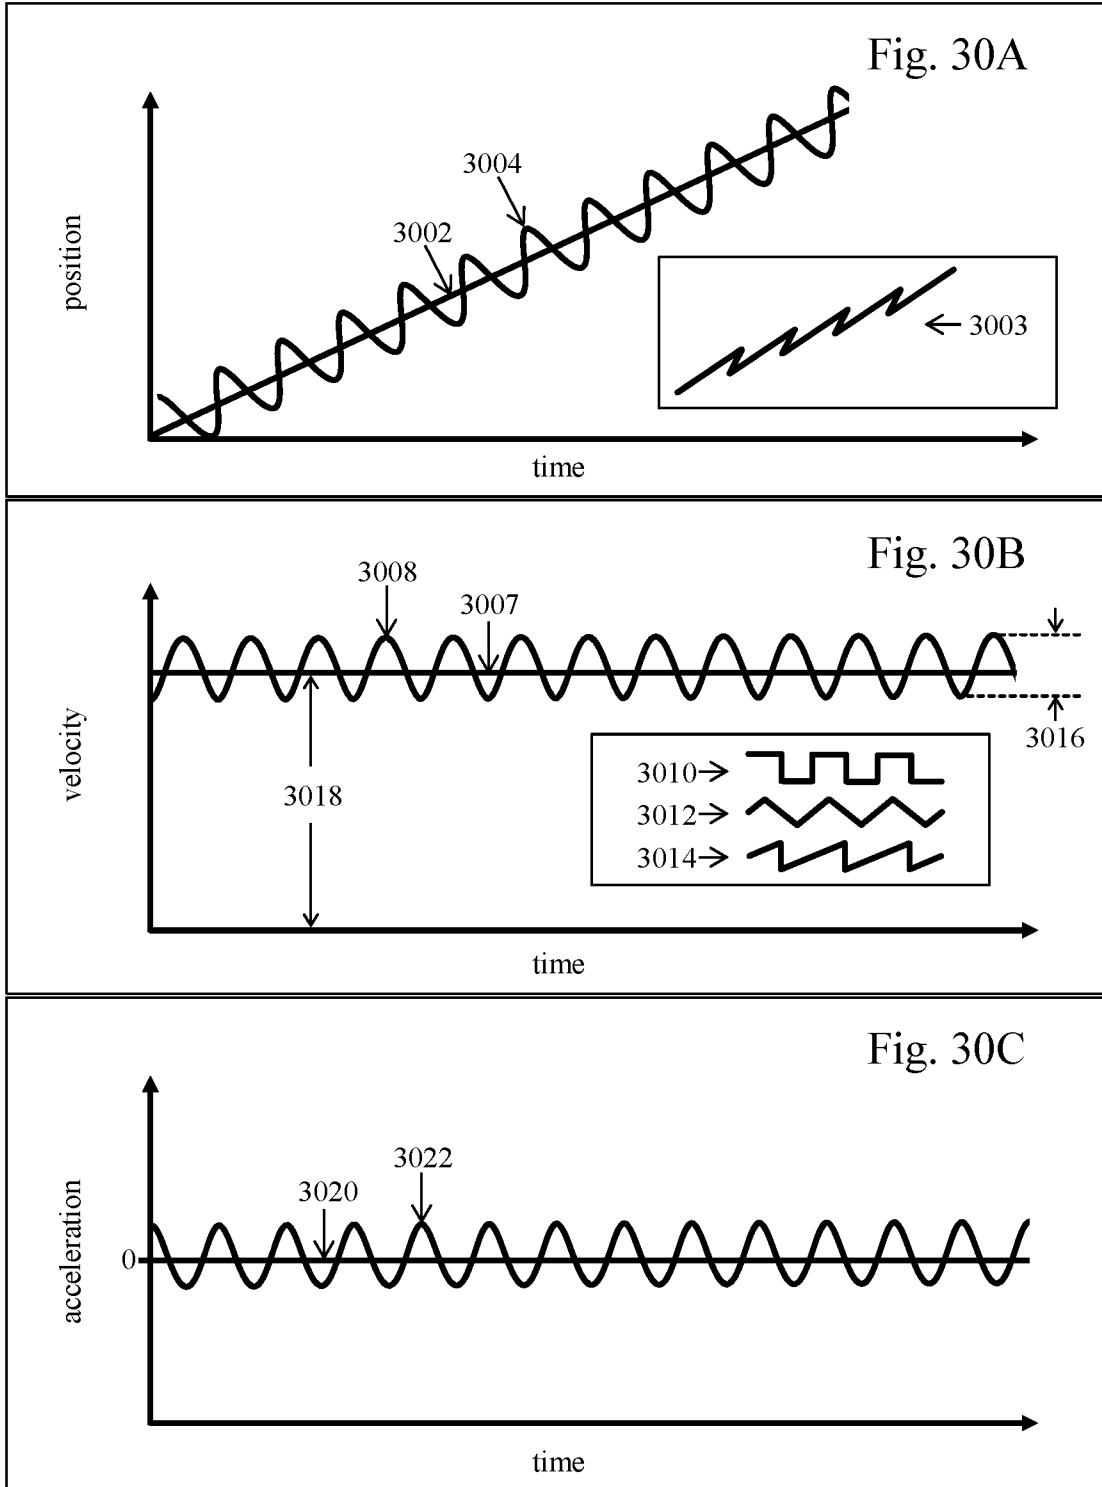 Fig. 30A
3004
3002
position
3003
time
Fig. 30B
3008
3007
3016
velocity
3018
3010
3012
3014
time
Fig. 30C
3022
3020
acceleration
0
time